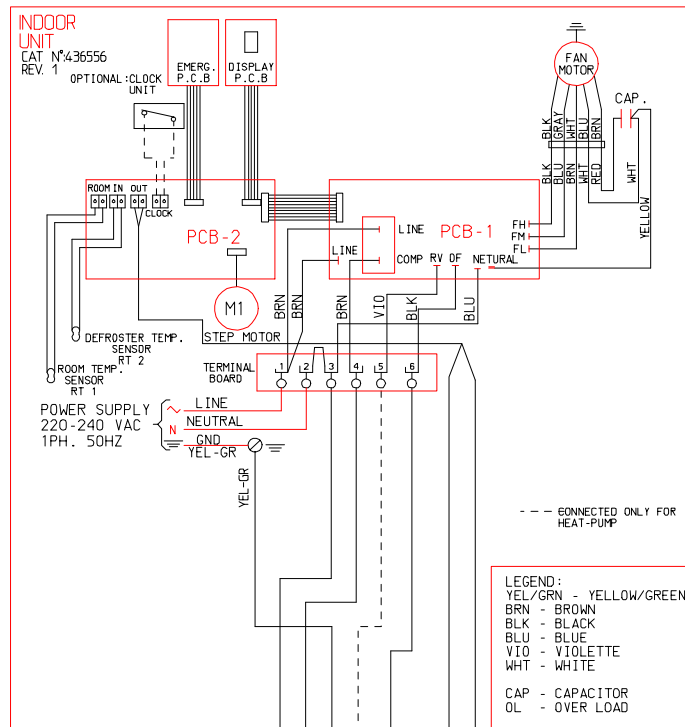 INDOOR
UNIT
CAT Nº:436556
REV. 1
OPTIONAL:CLOCK
UNIT
EMERG.
P.C.B
DISPLAY
P.C.B
FAN
MOTOR
CAP.
BLK
GRAY
WHT
BLU
BRN
BLK
BLU
BRN
WHT
RED
WHT
YELLOW
ROOM IN OUT
CLOCK
PCB-2
M1
LINE
LINE
PCB-1
COMP RV OF NETURAL
FH
FM
FL
BRN
BRN
BRN
VIO
BLK
BLU
STEP MOTOR
DEFROSTER TEMP.
SENSOR
RT 2
ROOM TEMP.
SENSOR
RT 1
TERMINAL
BOARD
1 2 3 4 5 6
POWER SUPPLY
220-240 VAC
1PH. 50HZ
LINE
N NEUTRAL
GND
YEL-GR
YEL-GR
--- CONNECTED ONLY FOR
HEAT-PUMP
LEGEND:
YEL/GRN - YELLOW/GREEN
BRN - BROWN
BLK - BLACK
BLU - BLUE
VIO - VIOLETTE
WHT - WHITE
CAP - CAPACITOR
OL - OVER LOAD